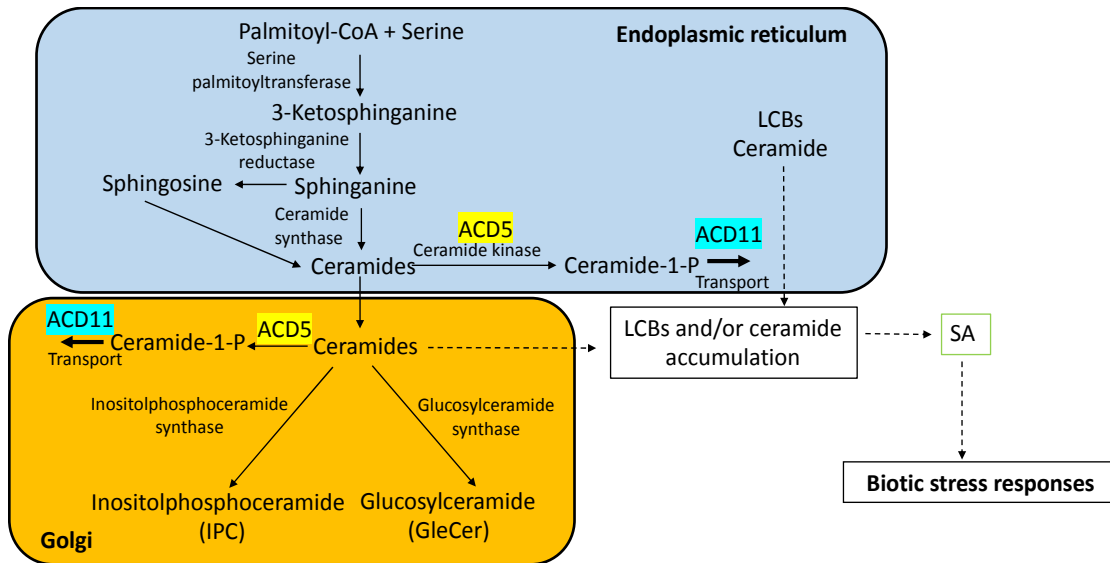 Palmitoyl-CoA + Serine
Endoplasmic reticulum
Serine
palmitoyltransferase
3-Ketosphinganine
LCBs
Ceramide
3-Ketosphinganine
reductase
Sphingosine
Sphinganine
Ceramide
synthase
ACD5
Ceramide kinase
ACD11
Ceramides
Ceramide-1-P
Transport
ACD11
Transport
Ceramide-1-P
ACD5
Ceramides
LCBs and/or ceramide
accumulation
SA
Inositolphosphoceramide
synthase
Glucosylceramide
synthase
Inositolphosphoceramide
(IPC)
Glucosylceramide
(GleCer)
Biotic stress responses
Golgi